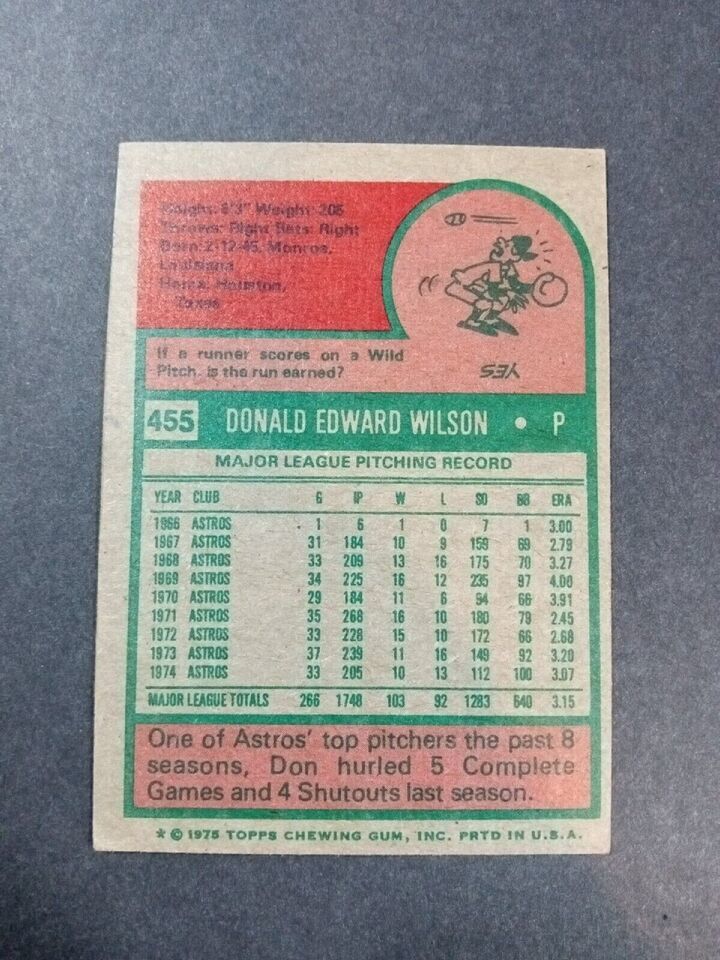 Height: 6'3" Weight: 205
Throws: Right Bats: Right
Born: 2-12-45, Monroe,
Louisiana
Home: Houston,
Texas
If a runner scores on a Wild
Pitch, is the run earned?
YES
455 DONALD EDWARD WILSON • P
MAJOR LEAGUE PITCHING RECORD
YEAR CLUB G IP W L SO BB ERA
1966 ASTROS 1 6 1 0 7 1 3.00
1967 ASTROS 31 184 10 9 159 69 2.79
1968 ASTROS 33 209 13 16 175 70 3.27
1969 ASTROS 34 225 16 12 235 97 4.00
1970 ASTROS 29 184 11 6 94 66 3.91
1971 ASTROS 35 268 16 10 180 79 2.45
1972 ASTROS 33 228 15 10 172 66 2.68
1973 ASTROS 37 239 11 16 149 92 3.20
1974 ASTROS 33 205 10 13 112 100 3.07
MAJOR LEAGUE TOTALS 266 1748 103 92 1283 640 3.15
One of Astros' top pitchers the past 8
seasons, Don hurled 5 Complete
Games and 4 Shutouts last season.
* © 1975 TOPPS CHEWING GUM, INC. PRTD IN U.S.A.